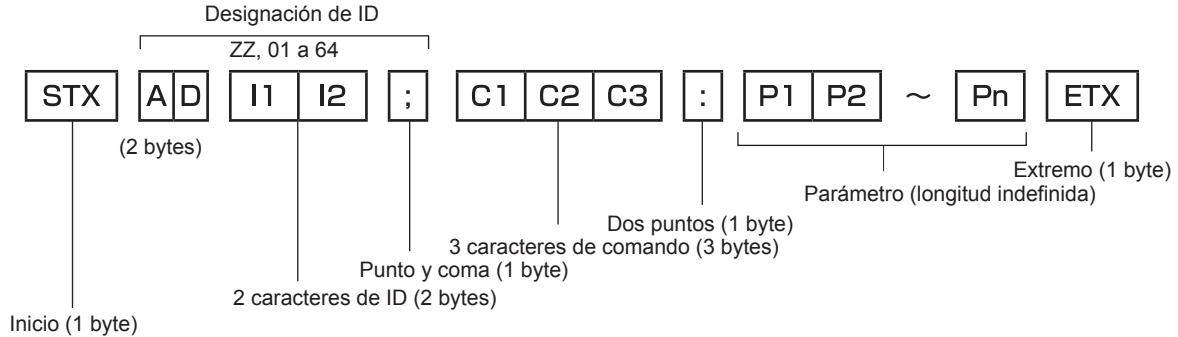 Designación de ID
ZZ, 01 a 64
STX A D I1 I2 ; C1 C2 C3 : P1 P2 ～ Pn ETX
(2 bytes)
Extremo (1 byte)
Parámetro (longitud indefinida)
Dos puntos (1 byte)
3 caracteres de comando (3 bytes)
Punto y coma (1 byte)
2 caracteres de ID (2 bytes)
Inicio (1 byte)